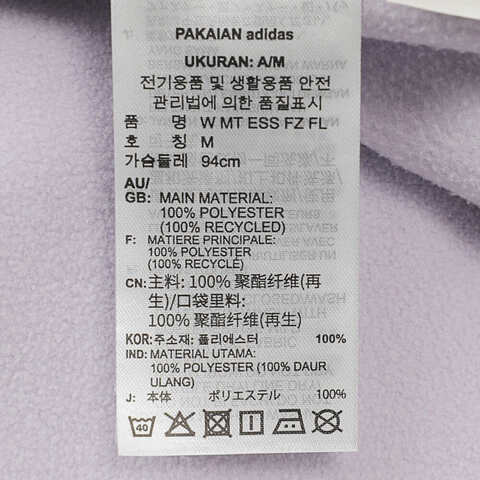 PAKAIAN adidas
UKURAN: A/M
전기용품 및 생활용품 안전
관리법에 의한 품질표시
품 명 W MT ESS FZ FL
호 칭 M
가슴둘레 94cm
AU/
GB: MAIN MATERIAL:
100% POLYESTER
(100% RECYCLED)
F: MATIERE PRINCIPALE:
100% POLYESTER
(100% RECYCLÉ)
CN: 主料: 100% 聚酯纤维(再
生)/口袋里料:
100% 聚酯纤维(再生)
KOR: 주소재: 폴리에스터 100%
IND: MATERIAL UTAMA:
100% POLYESTER (100% DAUR
ULANG)
J: 本体 ポリエステル 100%
40